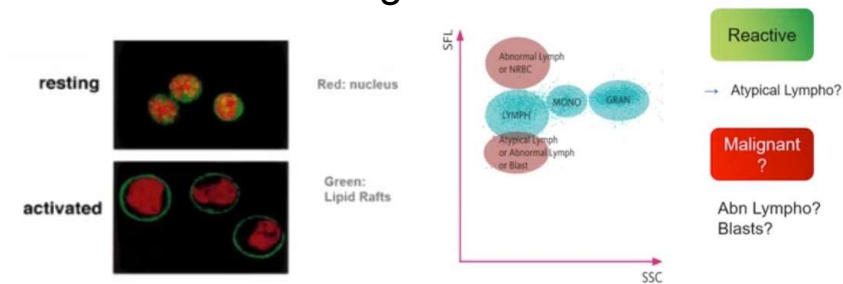 resting
Red: nucleus
activated
Green:
Lipid Rafts
SFL
Abnormal Lymph
or NRBC
LYMPH
MONO
GRAN
Atypical Lymph
or Abnormal Lymph
or Blast
SSC
Reactive
→ Atypical Lympho?
Malignant
?
Abn Lympho?
Blasts?